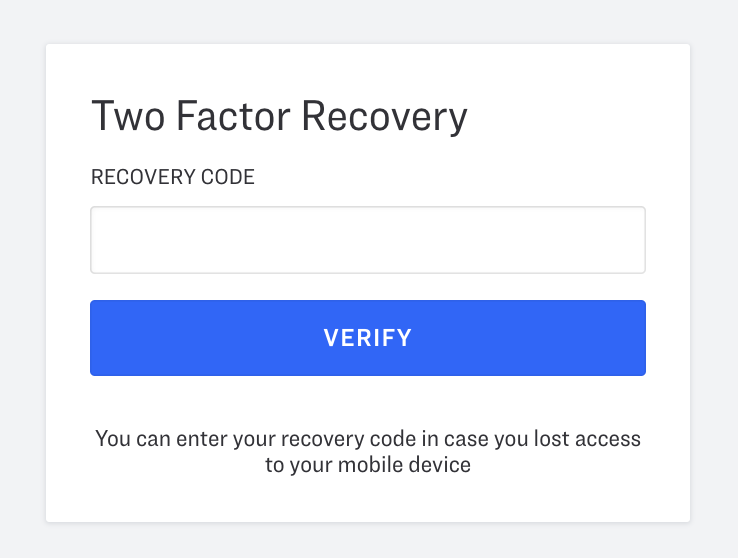 Two Factor Recovery
RECOVERY CODE
VERIFY
You can enter your recovery code in case you lost access
to your mobile device